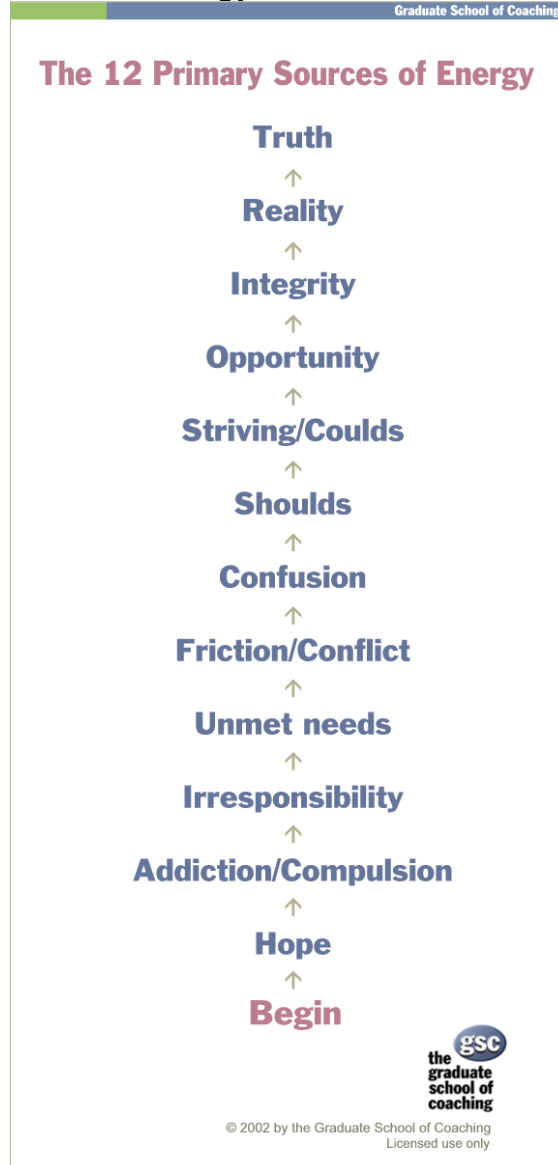 Graduate School of Coaching
The 12 Primary Sources of Energy
Truth
↑
Reality
↑
Integrity
↑
Opportunity
↑
Striving/Coulds
↑
Shoulds
↑
Confusion
↑
Friction/Conflict
↑
Unmet needs
↑
Irresponsibility
↑
Addiction/Compulsion
↑
Hope
↑
Begin
gsc
the
graduate
school of
coaching
© 2002 by the Graduate School of Coaching
Licensed use only